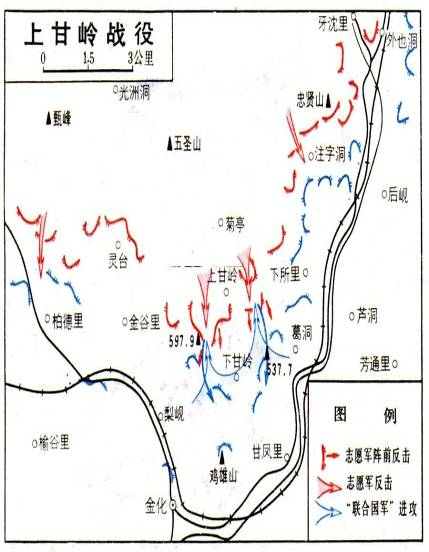 上甘岭战役
0 1.5 3公里
牙沈里
外也洞
光洲洞
忠贤山
甄峰
五圣山
注字洞
后岘
菊亭
灵台
上甘岭
下所里
柏德里
金谷里
597.9
芦洞
葛洞
下甘岭
537.7
芳通里
梨岘
榆谷里
鸡雄山
甘凤里
金化
图 例
志愿军阵前反击
志愿军反击
“联合国军”进攻